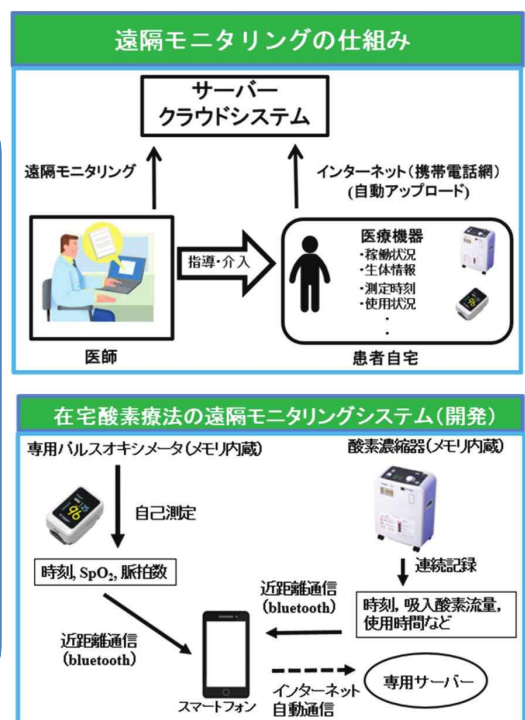 遠隔モニタリングの仕組み
サーバー
クラウドシステム
遠隔モニタリング
インターネット(携帯電話網)
(自動アップロード)
指導・介入
医療機器
・稼働状況
・生体情報
・測定時刻
・使用状況
・
・
医師
患者自宅
在宅酸素療法の遠隔モニタリングシステム(開発)
専用パルスオキシメータ(メモリ内蔵)
酸素濃縮器(メモリ内蔵)
96
自己測定
連続記録
時刻, SpO₂, 脈拍数
近距離通信
(bluetooth)
時刻, 吸入酸素流量,
使用時間など
近距離通信
(bluetooth)
スマートフォン
インターネット
自動通信
専用サーバー